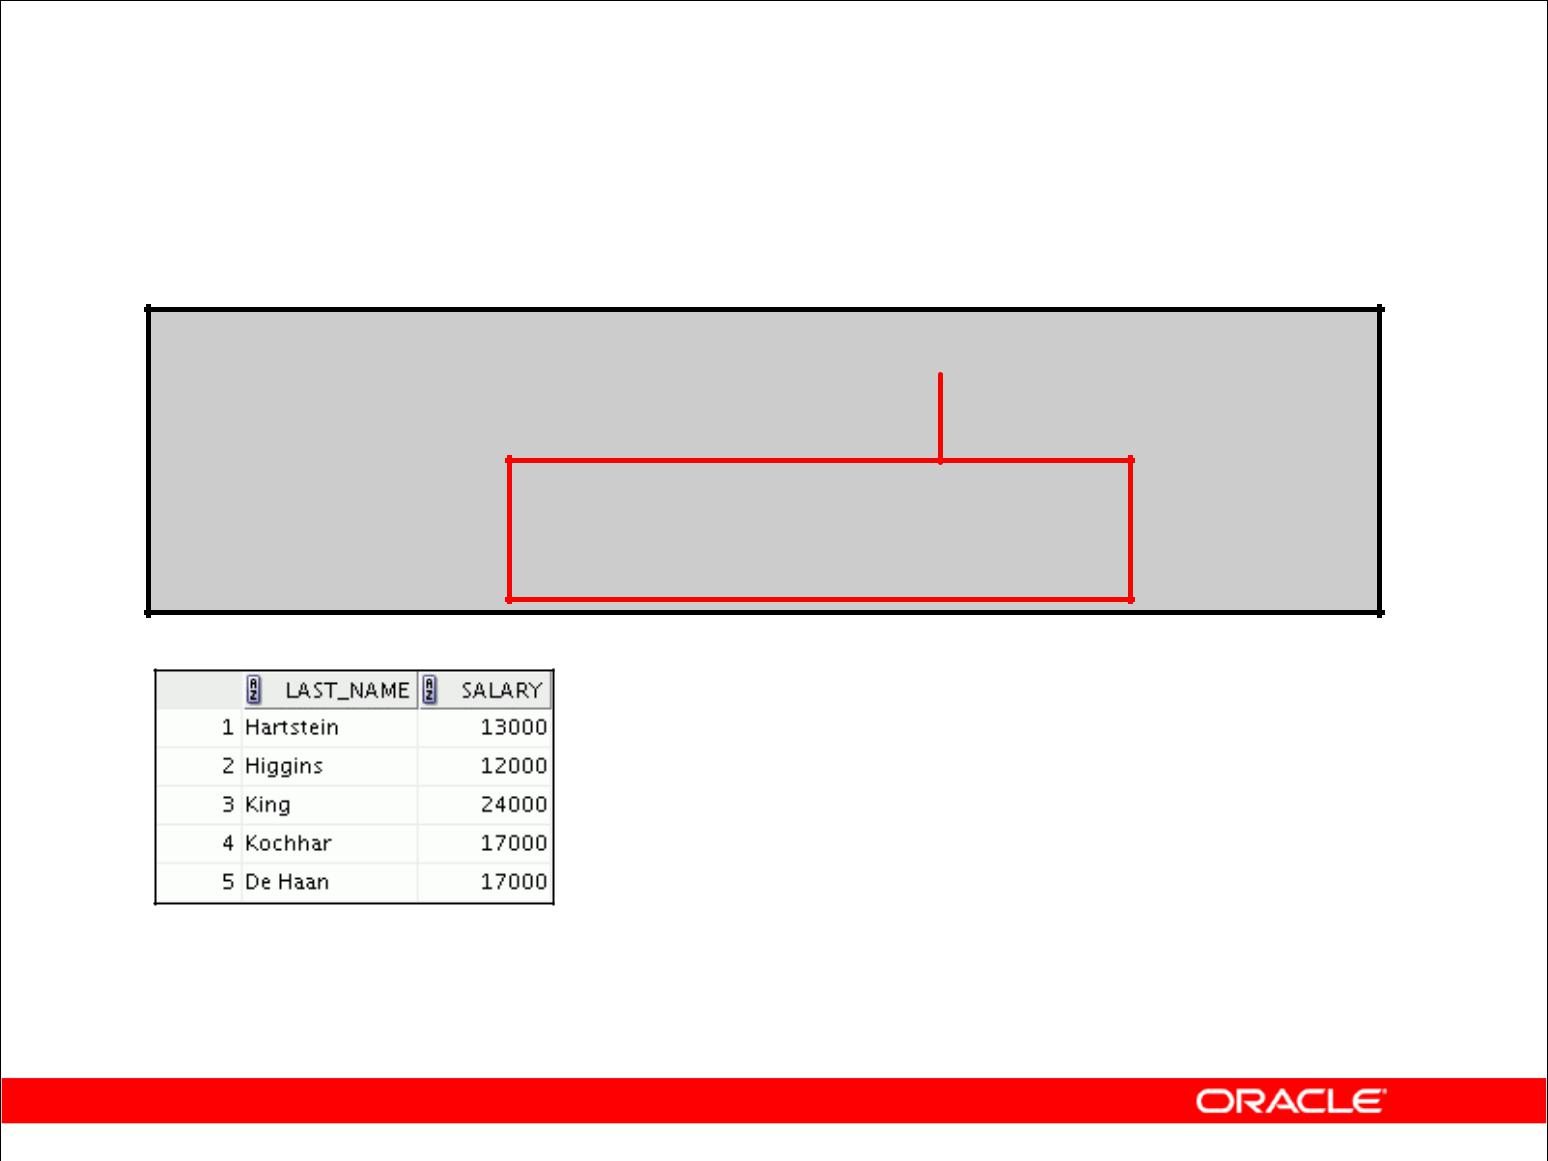 LAST_NAME SALARY
1 Hartstein 13000
2 Higgins 12000
3 King 24000
4 Kochhar 17000
5 De Haan 17000
ORACLE